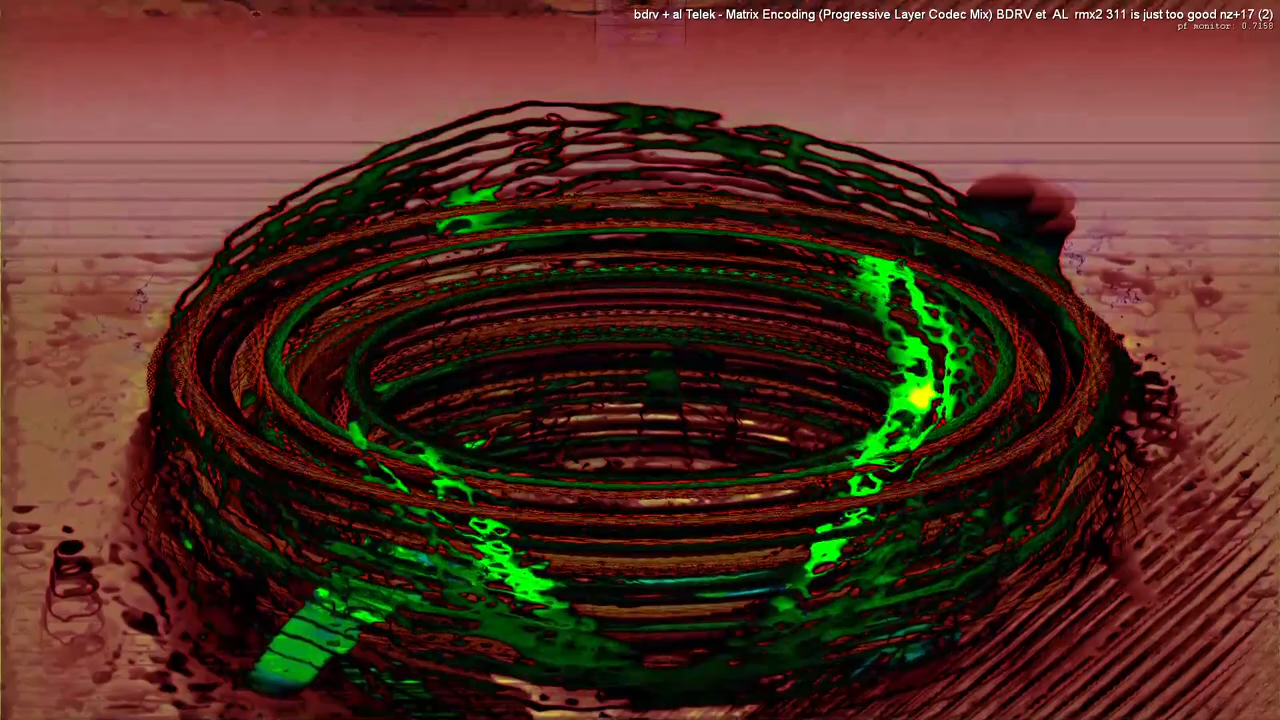 bdrv + al Telek - Matrix Encoding (Progressive Layer Codec Mix) BDRV et  AL  rmx2 311 is just too good nz+17 (2)
pf monitor: 0.7158